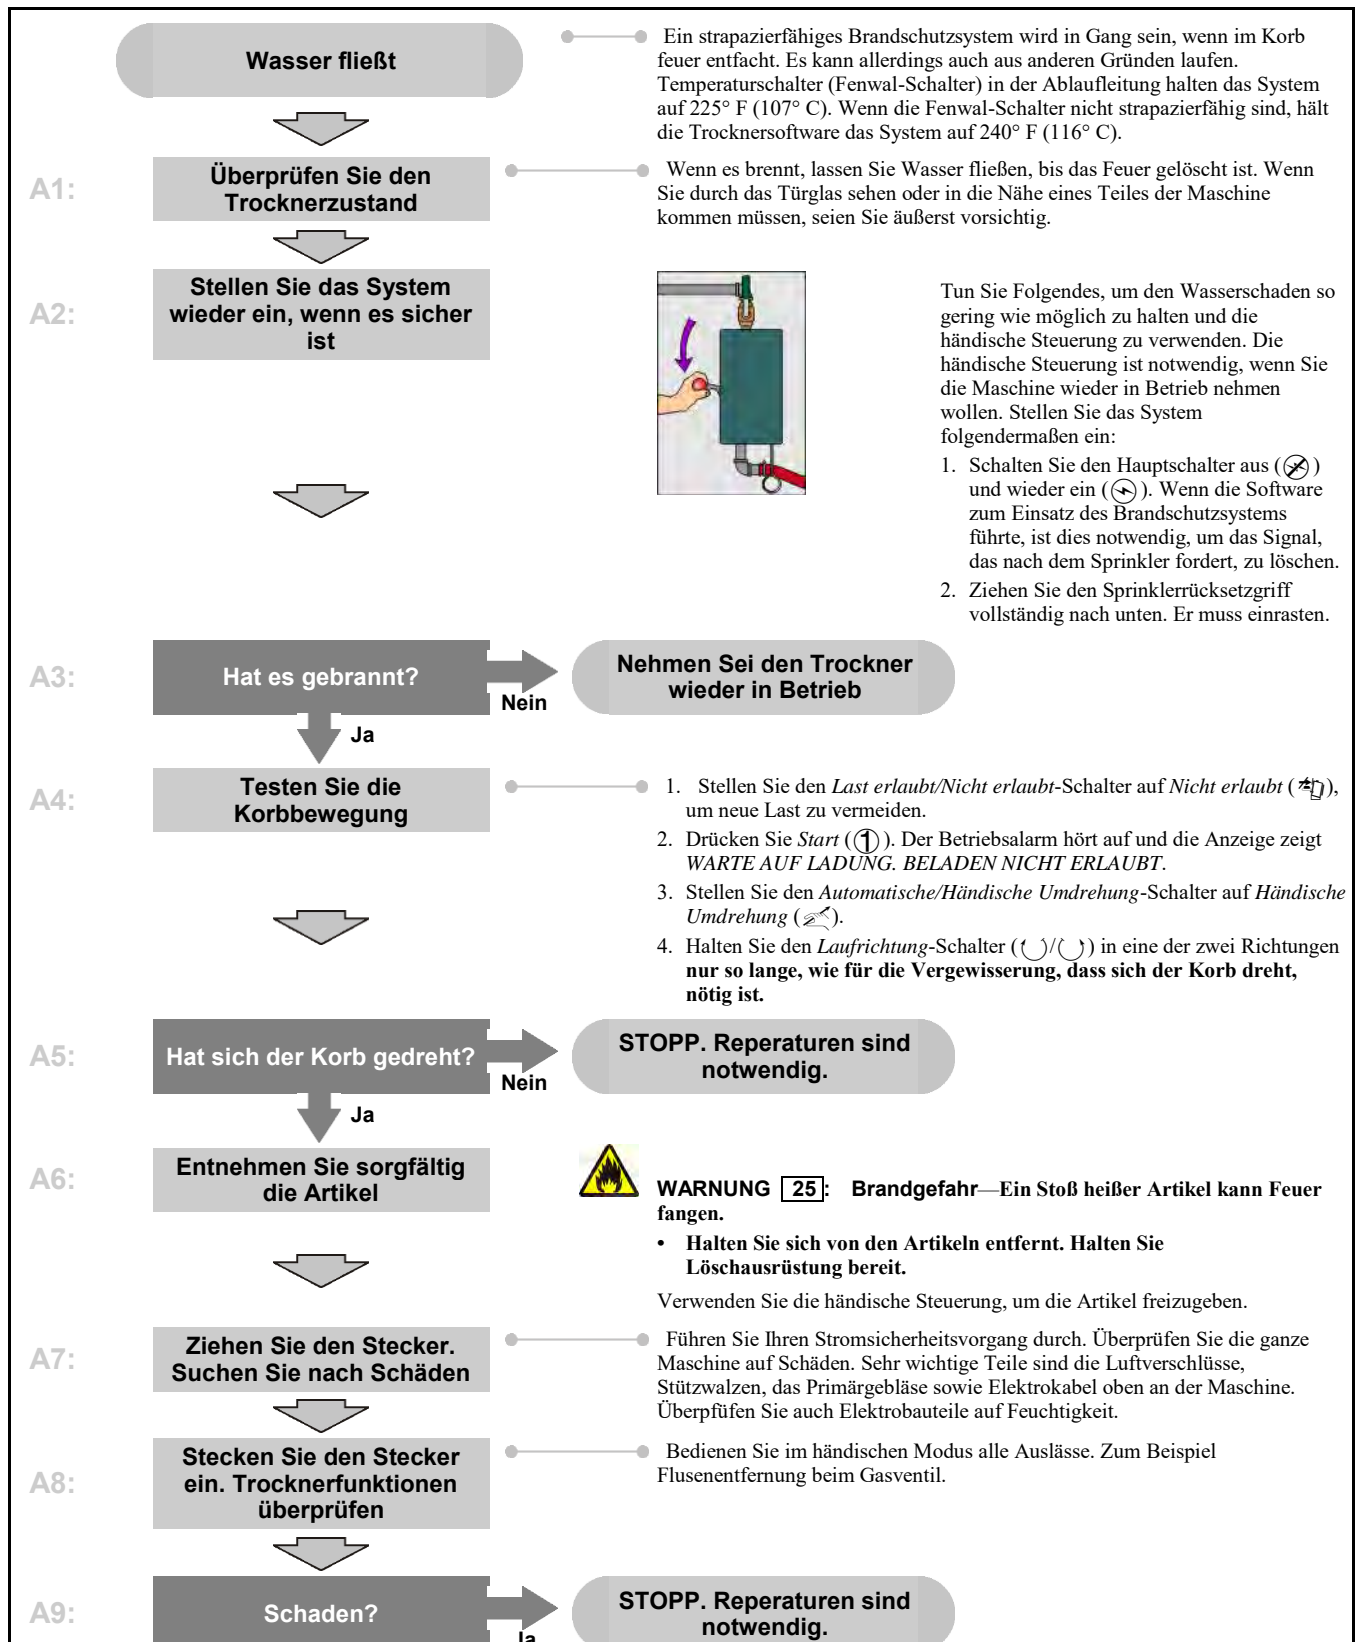 Wasser fließt
Ein strapazierfähiges Brandschutzsystem wird in Gang sein, wenn im Korb
feuer entfacht. Es kann allerdings auch aus anderen Gründen laufen.
Temperaturschalter (Fenwal-Schalter) in der Ablaufleitung halten das System
auf 225° F (107° C). Wenn die Fenwal-Schalter nicht strapazierfähig sind, hält
die Trocknersoftware das System auf 240° F (116° C).
A1:
Überprüfen Sie den
Trocknerzustand
Wenn es brennt, lassen Sie Wasser fließen, bis das Feuer gelöscht ist. Wenn
Sie durch das Türglas sehen oder in die Nähe eines Teiles der Maschine
kommen müssen, seien Sie äußerst vorsichtig.
A2:
Stellen Sie das System
wieder ein, wenn es sicher
ist
Tun Sie Folgendes, um den Wasserschaden so
gering wie möglich zu halten und die
händische Steuerung zu verwenden. Die
händische Steuerung ist notwendig, wenn Sie
die Maschine wieder in Betrieb nehmen
wollen. Stellen Sie das System
folgendermaßen ein:
1. Schalten Sie den Hauptschalter aus ( )
und wieder ein ( ). Wenn die Software
zum Einsatz des Brandschutzsystems
führte, ist dies notwendig, um das Signal,
das nach dem Sprinkler fordert, zu löschen.
2. Ziehen Sie den Sprinklerrücksetzgriff
vollständig nach unten. Er muss einrasten.
A3:
Hat es gebrannt?
Nein
Nehmen Sei den Trockner
wieder in Betrieb
Ja
A4:
Testen Sie die
Korbbewegung
1. Stellen Sie den Last erlaubt/Nicht erlaubt-Schalter auf Nicht erlaubt ( ),
um neue Last zu vermeiden.
2. Drücken Sie Start (1). Der Betriebsalarm hört auf und die Anzeige zeigt
WARTE AUF LADUNG. BELADEN NICHT ERLAUBT.
3. Stellen Sie den Automatische/Händische Umdrehung-Schalter auf Händische
Umdrehung ( ).
4. Halten Sie den Laufrichtung-Schalter ( / ) in eine der zwei Richtungen
nur so lange, wie für die Vergewisserung, dass sich der Korb dreht,
nötig ist.
A5:
Hat sich der Korb gedreht?
Nein
STOPP. Reperaturen sind
notwendig.
Ja
A6:
Entnehmen Sie sorgfältig
die Artikel
WARNUNG 25: Brandgefahr—Ein Stoß heißer Artikel kann Feuer
fangen.
• Halten Sie sich von den Artikeln entfernt. Halten Sie
Löschausrüstung bereit.
Verwenden Sie die händische Steuerung, um die Artikel freizugeben.
A7:
Ziehen Sie den Stecker.
Suchen Sie nach Schäden
Führen Sie Ihren Stromsicherheitsvorgang durch. Überprüfen Sie die ganze
Maschine auf Schäden. Sehr wichtige Teile sind die Luftverschlüsse,
Stützwalzen, das Primärgebläse sowie Elektrokabel oben an der Maschine.
Überpfüfen Sie auch Elektrobauteile auf Feuchtigkeit.
A8:
Stecken Sie den Stecker
ein. Trocknerfunktionen
überprüfen
Bedienen Sie im händischen Modus alle Auslässe. Zum Beispiel
Flusenentfernung beim Gasventil.
A9:
Schaden?
Ja
STOPP. Reperaturen sind
notwendig.